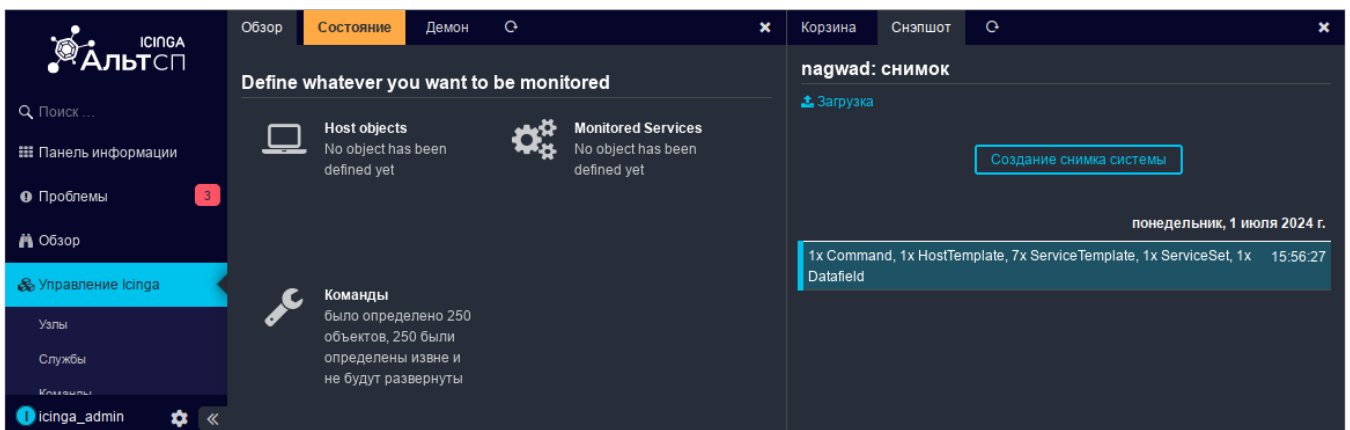 ICINGA
АЛЬТСП
Поиск ...
Панель информации
Проблемы 3
Обзор
Управление Icinga
Узлы
Службы
Команды
I icinga_admin
Обзор Состояние Демон
Define whatever you want to be monitored
Host objects
No object has been
defined yet
Monitored Services
No object has been
defined yet
Команды
было определено 250
объектов, 250 были
определены извне и
не будут развернуты
Корзина Снэпшот
nagwad: снимок
Загрузка
Создание снимка системы
понедельник, 1 июля 2024 г.
1x Command, 1x HostTemplate, 7x ServiceTemplate, 1x ServiceSet, 1x 15:56:27
Datafield